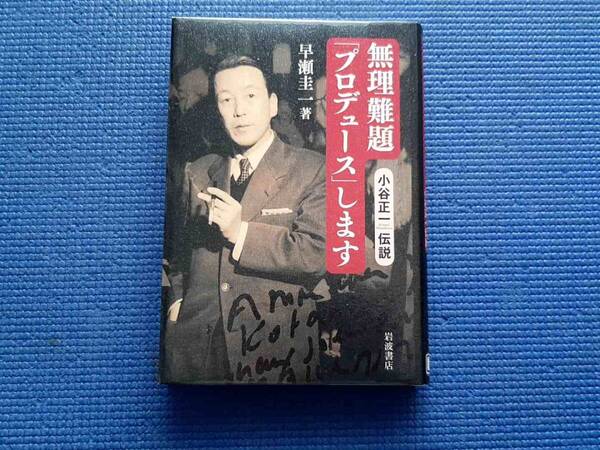 無理難題
「プロデュース」します
小谷正一伝説
早瀬圭一著
岩波書店